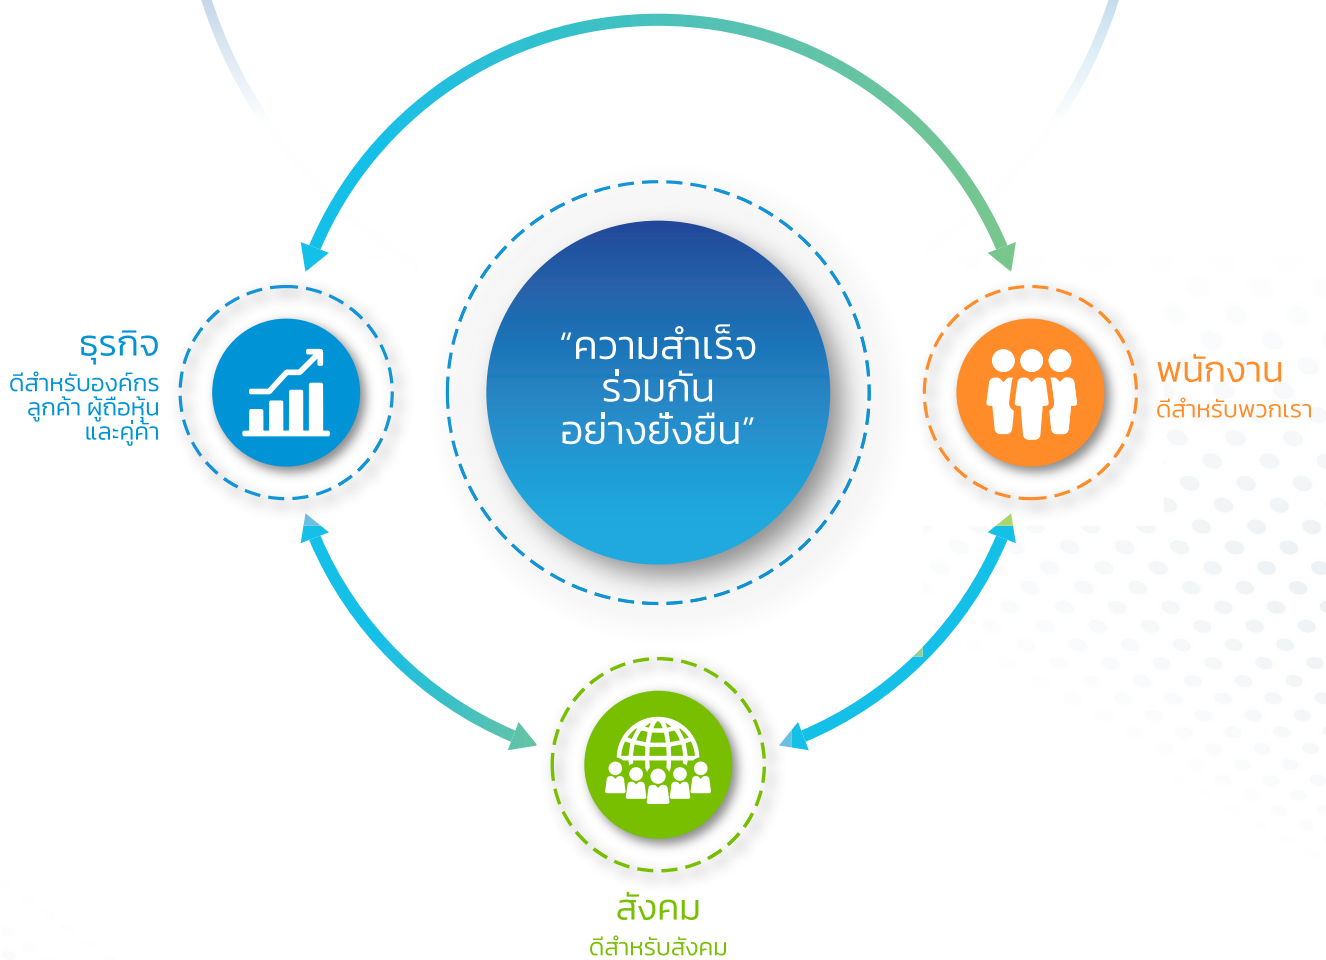 “ความสำเร็จ
ร่วมกัน
อย่างยั่งยืน”
ธุรกิจ
ดีสำหรับองค์กร
ลูกค้า ผู้ถือหุ้น
และคู่ค้า
พนักงาน
ดีสำหรับพวกเรา
สังคม
ดีสำหรับสังคม